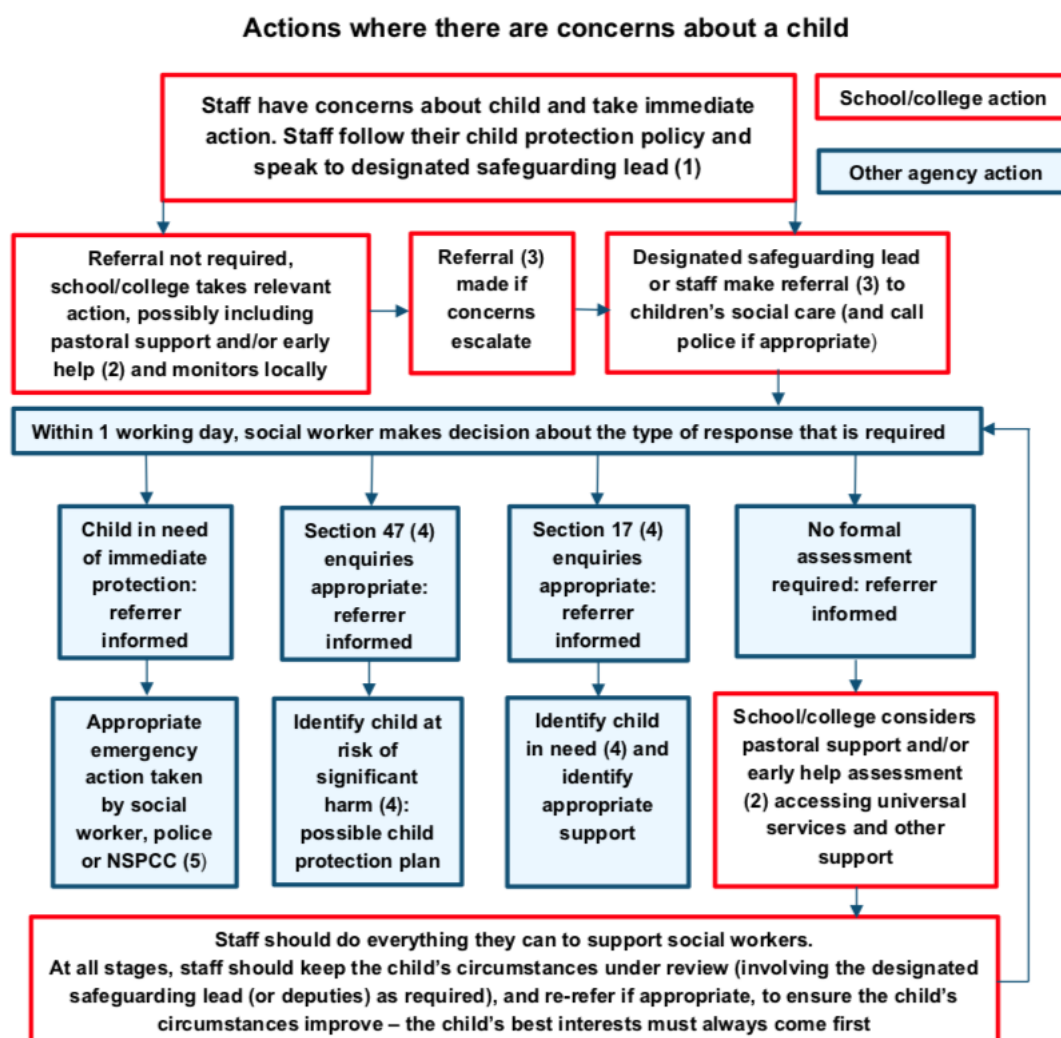 Actions where there are concerns about a child
Staff have concerns about child and take immediate
action. Staff follow their child protection policy and
speak to designated safeguarding lead (1)
School/college action
Other agency action
Referral not required,
school/college takes relevant
action, possibly including
pastoral support and/or early
help (2) and monitors locally
Referral (3)
made if
concerns
escalate
Designated safeguarding lead
or staff make referral (3) to
children’s social care (and call
police if appropriate)
Within 1 working day, social worker makes decision about the type of response that is required
Child in need
of immediate
protection:
referrer
informed
Section 47 (4)
enquiries
appropriate:
referrer
informed
Section 17 (4)
enquiries
appropriate:
referrer
informed
No formal
assessment
required: referrer
informed
Appropriate
emergency
action taken
by social
worker, police
or NSPCC (5)
Identify child at
risk of
significant
harm (4):
possible child
protection plan
Identify child
in need (4) and
identify
appropriate
support
School/college considers
pastoral support and/or
early help assessment
(2) accessing universal
services and other
support
Staff should do everything they can to support social workers.
At all stages, staff should keep the child’s circumstances under review (involving the designated
safeguarding lead (or deputies) as required), and re-refer if appropriate, to ensure the child’s
circumstances improve – the child’s best interests must always come first